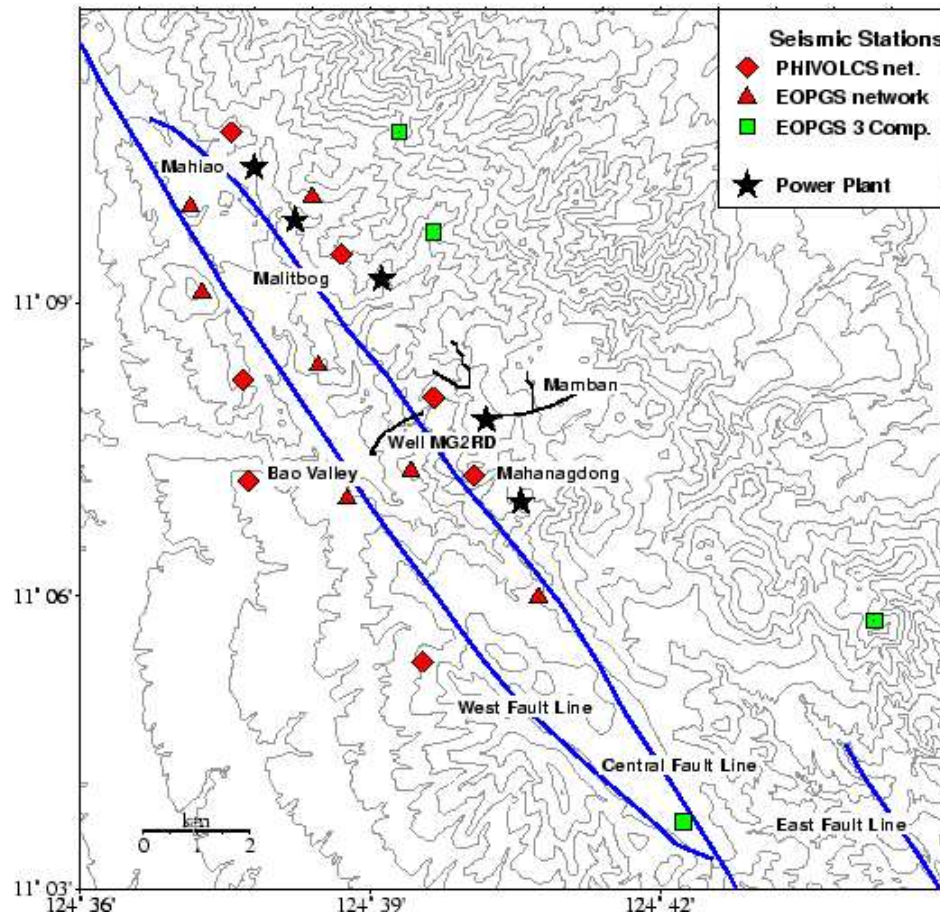 Seismic Stations
PHIVOLCS net.
EOPGS network
EOPGS 3 Comp.
Power Plant
Mahiao
Malitbog
11° 09'
Mamban
Well MG2RD
Bao Valley
Mahanagdong
11° 06'
West Fault Line
Central Fault Line
km
East Fault Line
0 1 2
11° 03'
124° 36' 124° 39' 124° 42'